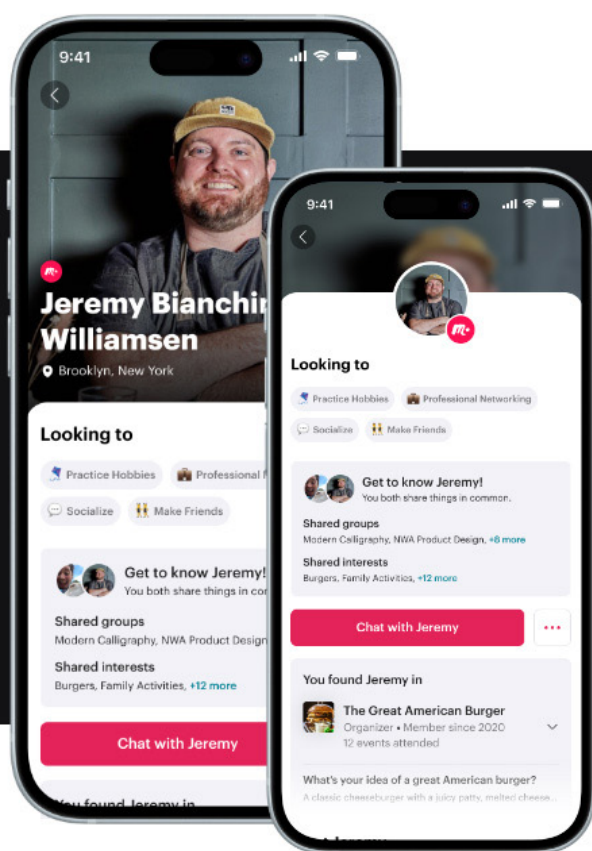 9:41
Jeremy Bianchi
Williamsen
Brooklyn, New York
Looking to
Practice Hobbies
Professional
Socialize
Make Friends
Get to know Jeremy!
You both share things in
Shared groups
Modern Calligraphy, NWA Product Design
Shared interests
Burgers, Family Activities, +12 more
Chat with Jeremy
You found Jeremy in
9:41
Looking to
Practice Hobbies
Professional Networking
Socialize
Make Friends
Get to know Jeremy!
You both share things in common.
Shared groups
Modern Calligraphy, NWA Product Design, +6 more
Shared interests
Burgers, Family Activities, +12 more
Chat with Jeremy
You found Jeremy in
The Great American Burger
Organizer • Member since 2020
12 events attended
What's your idea of a great American burger?
A classic cheeseburger with a juicy patty, melted cheese...